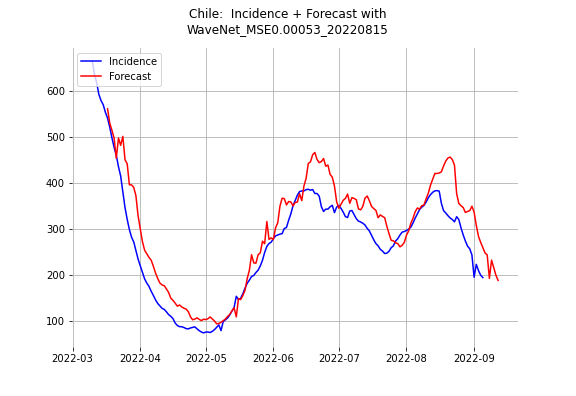 Chile:  Incidence + Forecast with
WaveNet_MSE0.00053_20220815
Incidence
Forecast
600
500
400
300
200
100
2022-03 2022-04 2022-05 2022-06 2022-07 2022-08 2022-09